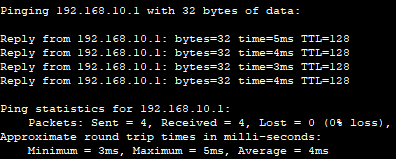 Pinging 192.168.10.1 with 32 bytes of data:
Reply from 192.168.10.1: bytes=32 time=5ms TTL=128
Reply from 192.168.10.1: bytes=32 time=4ms TTL=128
Reply from 192.168.10.1: bytes=32 time=3ms TTL=128
Reply from 192.168.10.1: bytes=32 time=4ms TTL=128
Ping statistics for 192.168.10.1:
Packets: Sent = 4, Received = 4, Lost = 0 (0% loss),
Approximate round trip times in milli-seconds:
Minimum = 3ms, Maximum = 5ms, Average = 4ms